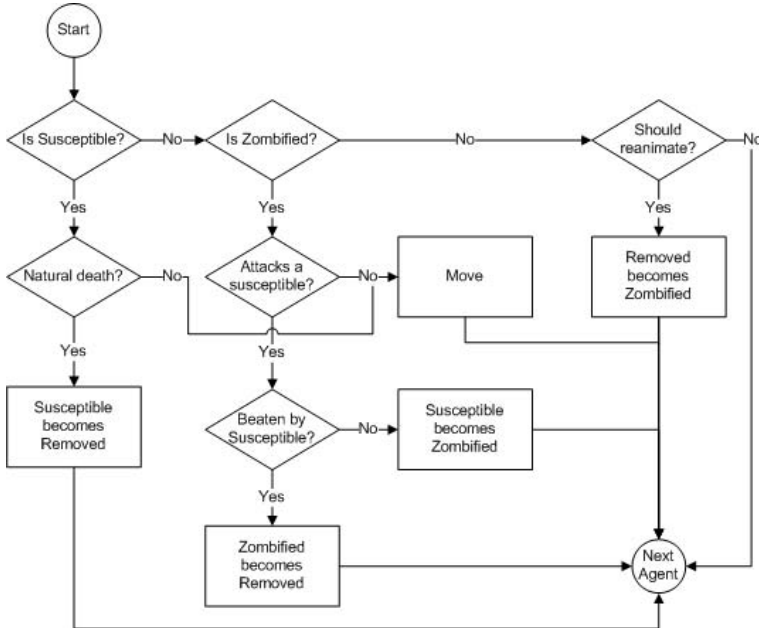 Start
Is Susceptible?
No
Is Zombified?
No
Should
reanimate?
No
Yes
Yes
Yes
Natural death?
No
Attacks a
susceptible?
No
Move
Removed
becomes
Zombified
Yes
Yes
Susceptible
becomes
Removed
Beaten by
Susceptible?
No
Susceptible
becomes
Zombified
Yes
Zombified
becomes
Removed
Next
Agent